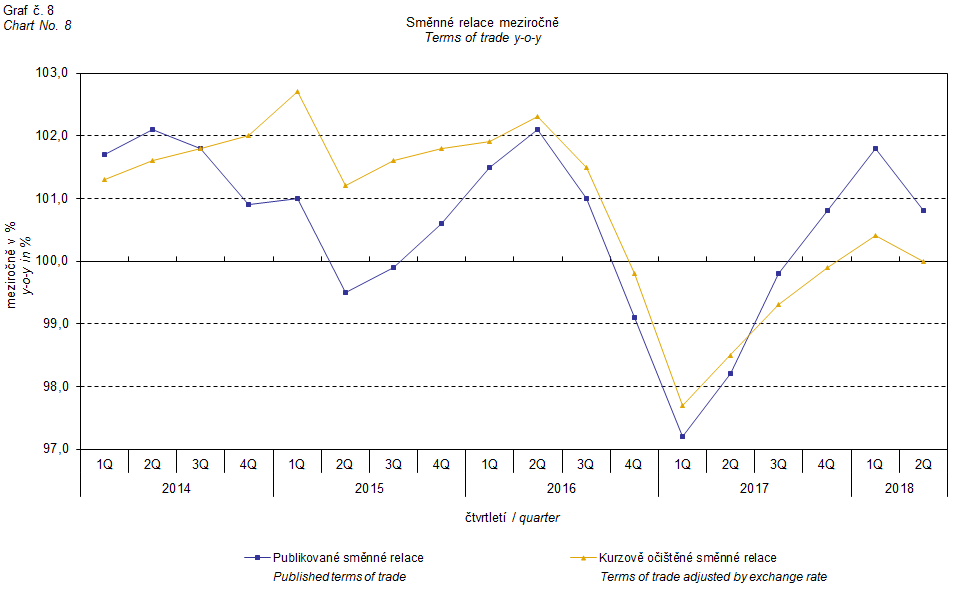 Graf č. 8
Chart No. 8
Směnné relace meziročně
Terms of trade y-o-y
meziročně v %
y-o-y in %
103,0
102,0
101,0
100,0
99,0
98,0
97,0
1Q 2Q 3Q 4Q 1Q 2Q 3Q 4Q 1Q 2Q 3Q 4Q 1Q 2Q 3Q 4Q 1Q 2Q
2014 2015 2016 2017 2018
čtvrtletí / quarter
Publikované směnné relace Kurzově očištěné směnné relace
Published terms of trade Terms of trade adjusted by exchange rate